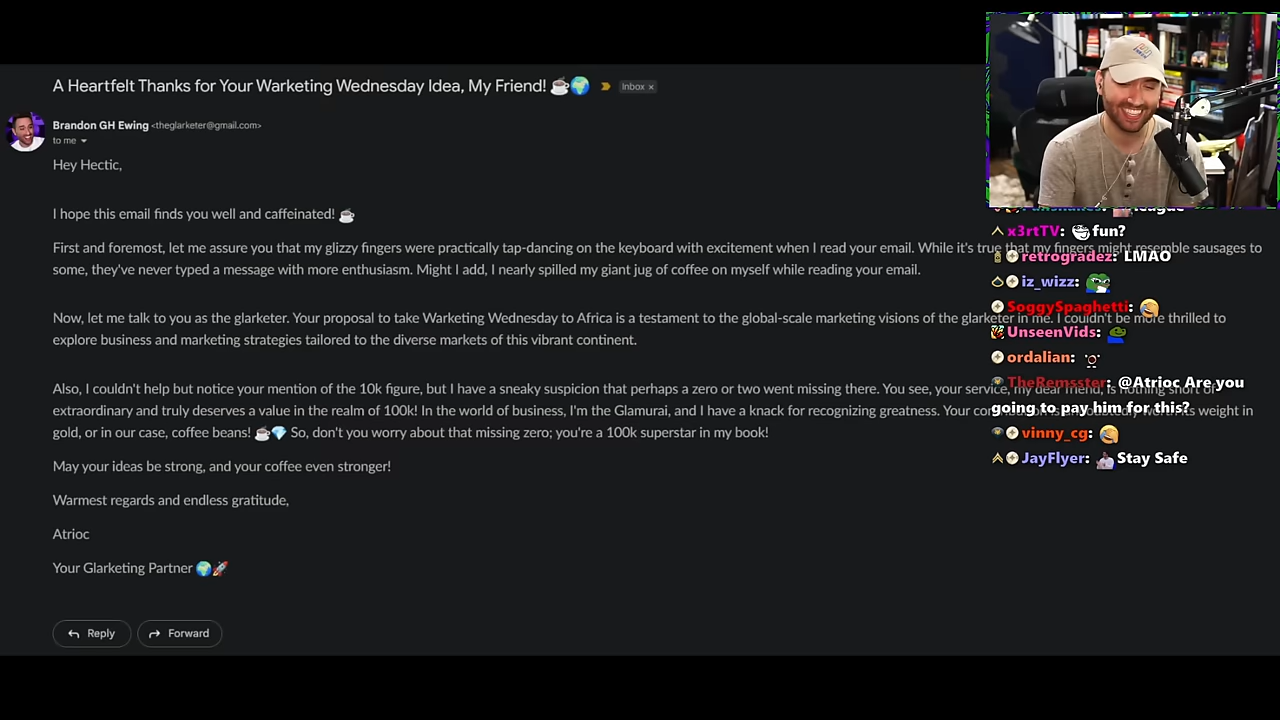 A Heartfelt Thanks for Your Warketing Wednesday Idea, My Friend! ☕🌍 Inbox ×
Brandon GH Ewing <theglarketer@gmail.com>
to me
Hey Hectic,
I hope this email finds you well and caffeinated! ☕
First and foremost, let me assure you that my glizzy fingers were practically tap-dancing on the keyboard with excitement when I read your email. While it's true that my fingers might resemble sausages to
some, they've never typed a message with more enthusiasm. Might I add, I nearly spilled my giant jug of coffee on myself while reading your email.
Now, let me talk to you as the glarketer. Your proposal to take Warketing Wednesday to Africa is a testament to the global-scale marketing visions of the glarketer in me. I couldn't be more thrilled to
explore business and marketing strategies tailored to the diverse markets of this vibrant continent.
Also, I couldn't help but notice your mention of the 10k figure, but I have a sneaky suspicion that perhaps a zero or two went missing there. You see, your service, my dear friend, is nothing short of
extraordinary and truly deserves a value in the realm of 100k! In the world of business, I'm the Glamurai, and I have a knack for recognizing greatness. Your weight in
gold, or in our case, coffee beans! ☕💎 So, don't you worry about that missing zero; you're a 100k superstar in my book!
May your ideas be strong, and your coffee even stronger!
Warmest regards and endless gratitude,
Atrioc
Your Glarketing Partner 🌍🚀
Reply
Forward
x3rtTV: fun?
retrogradez: LMAO
iz_wizz:
SoggySpaghetti:
UnseenVids:
ordalian:
TheRemsster: @Atrioc Are you
going to pay him for this?
vinny_cg:
JayFlyer: Stay Safe